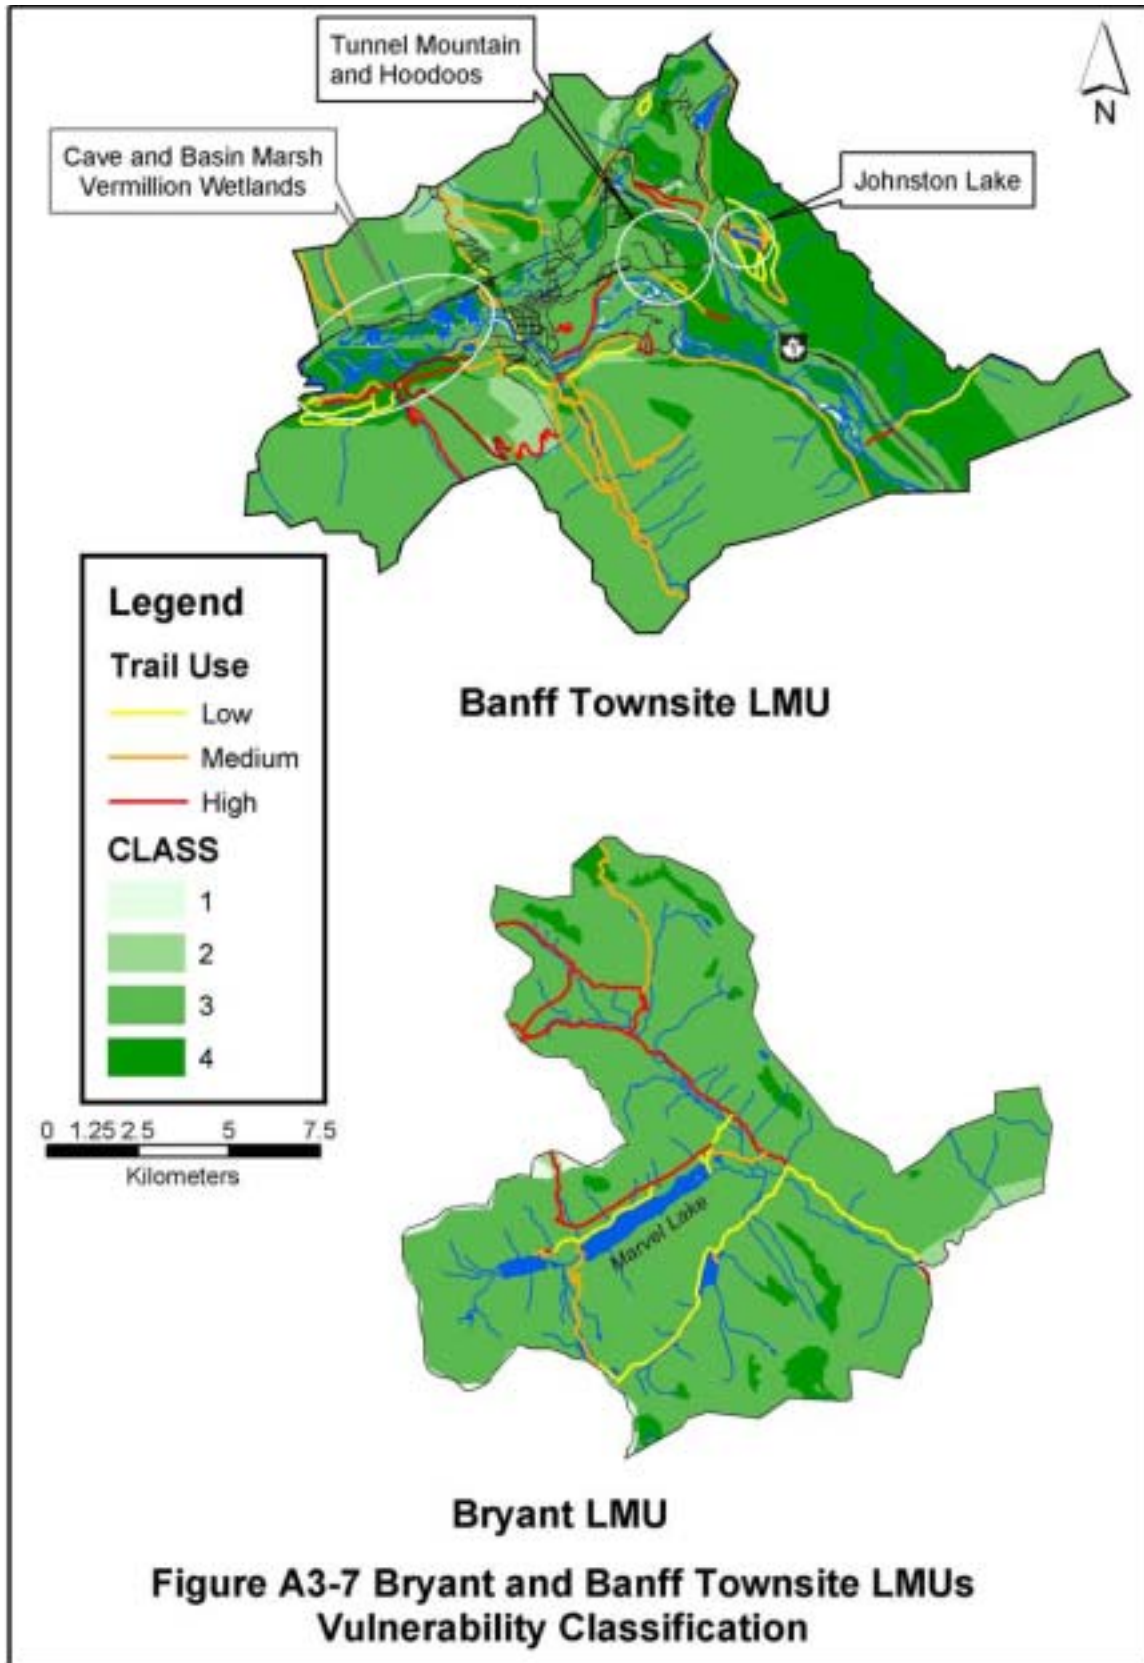 Tunnel Mountain
and Hoodoos
N
Cave and Basin Marsh
Vermillion Wetlands
Johnston Lake
Legend
Trail Use
Low
Medium
High
CLASS
1
2
3
4
0 1.25 2.5 5 7.5
Kilometers
Banff Townsite LMU
Marvel Lake
Bryant LMU
Figure A3-7 Bryant and Banff Townsite LMUs
Vulnerability Classification